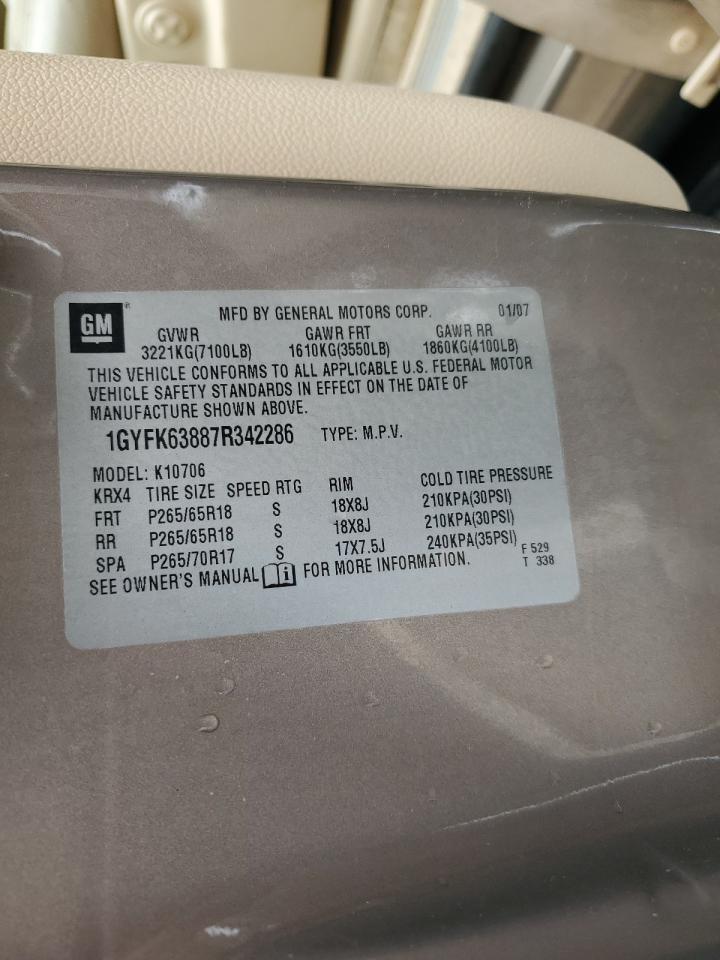 GM®
MFD BY GENERAL MOTORS CORP. 01/07
GVWR GAWR FRT GAWR RR
3221KG(7100LB) 1610KG(3550LB) 1860KG(4100LB)
THIS VEHICLE CONFORMS TO ALL APPLICABLE U.S. FEDERAL MOTOR
VEHICLE SAFETY STANDARDS IN EFFECT ON THE DATE OF
MANUFACTURE SHOWN ABOVE.
1GYFK63887R342286 TYPE: M.P.V.
MODEL: K10706
KRX4 TIRE SIZE SPEED RTG RIM COLD TIRE PRESSURE
FRT P265/65R18 S 18X8J 210KPA(30PSI)
RR P265/65R18 S 18X8J 210KPA(30PSI)
SPA P265/70R17 S 17X7.5J 240KPA(35PSI)
SEE OWNER'S MANUAL FOR MORE INFORMATION.
F 529
T 338